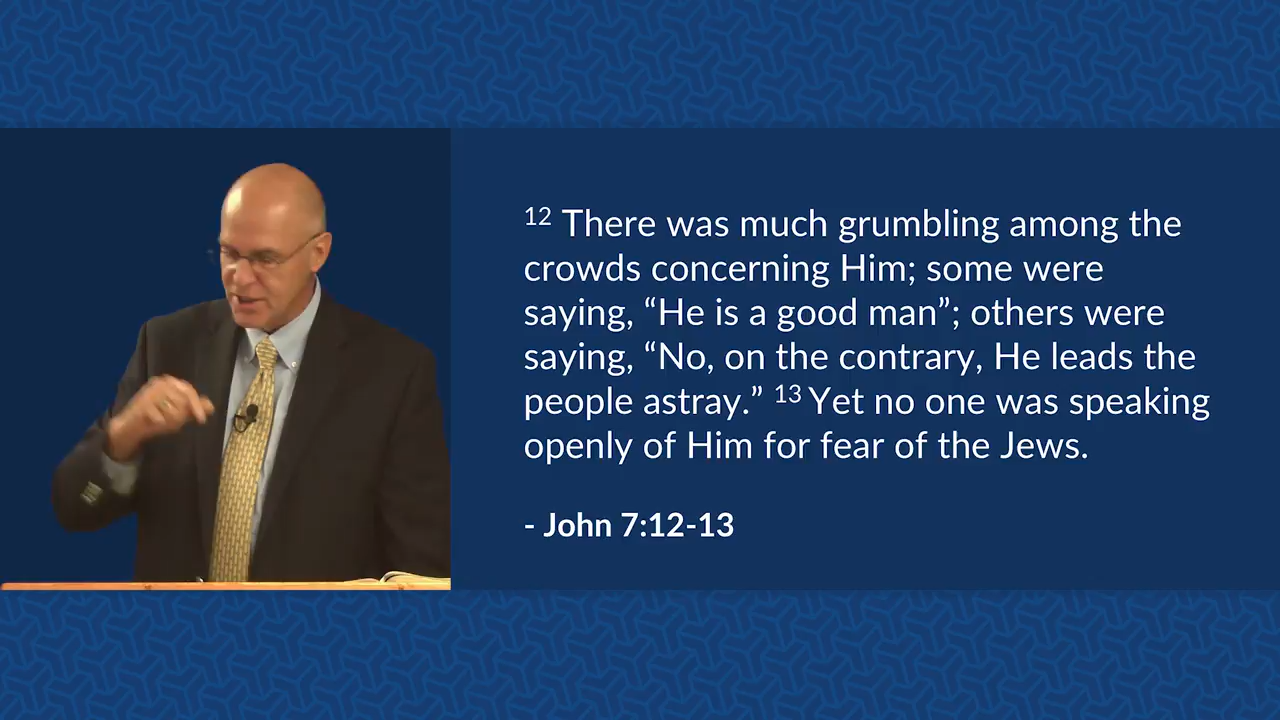 12 There was much grumbling among the
crowds concerning Him; some were
saying, “He is a good man”; others were
saying, “No, on the contrary, He leads the
people astray.” 13 Yet no one was speaking
openly of Him for fear of the Jews.
- John 7:12-13